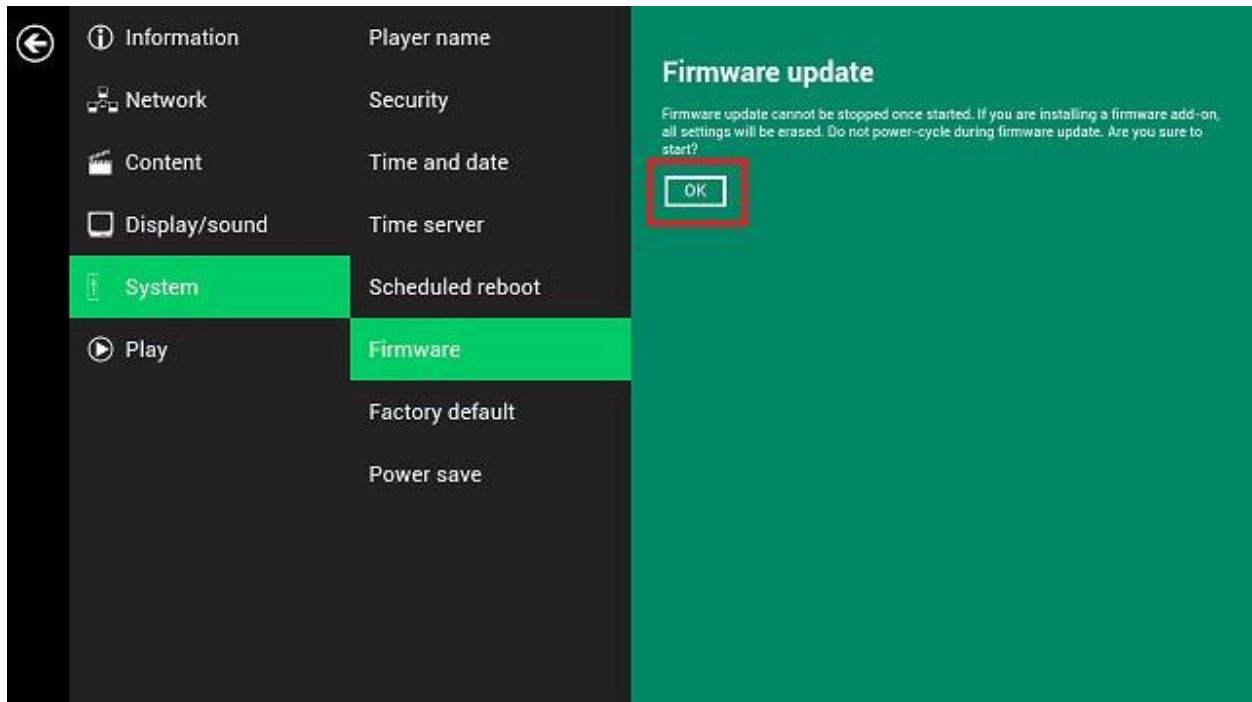 Information
Network
Content
Display/sound
System
Play
Player name
Security
Time and date
Time server
Scheduled reboot
Firmware
Factory default
Power save
Firmware update
Firmware update cannot be stopped once started. If you are installing a firmware add-on,
all settings will be erased. Do not power-cycle during firmware update. Are you sure to
start?
OK